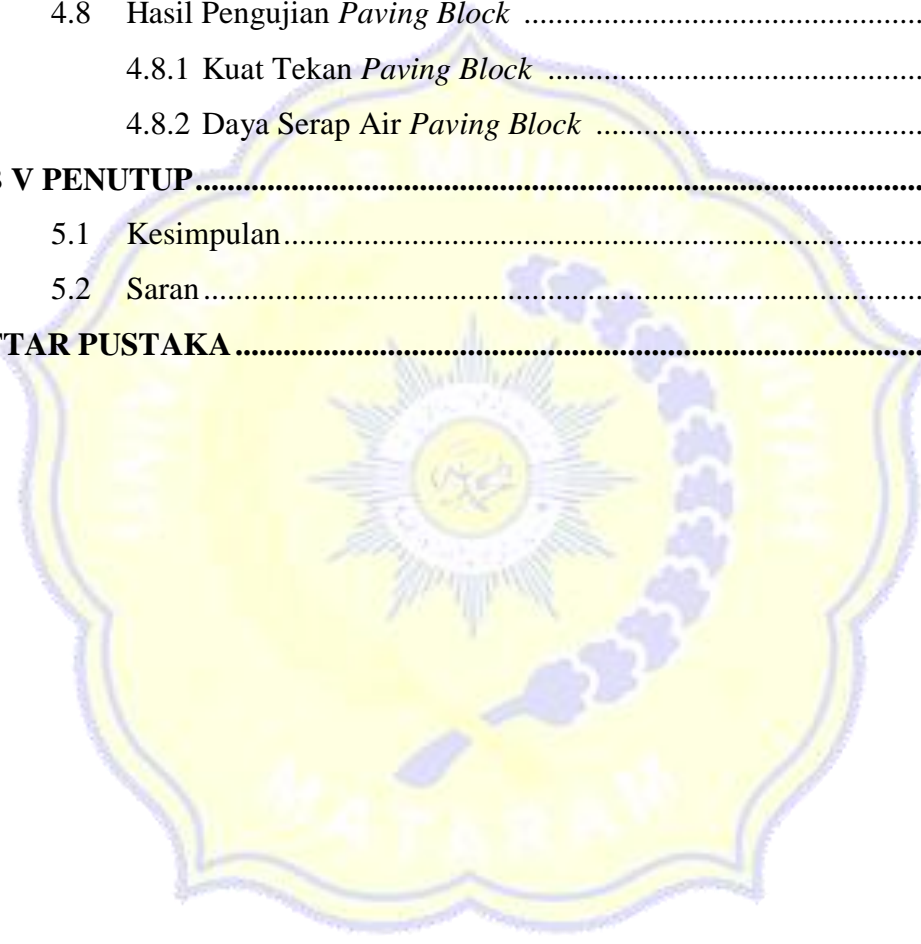 4.8 Hasil Pengujian Paving Block ........................................................
4.8.1 Kuat Tekan Paving Block ........................................................
4.8.2 Daya Serap Air Paving Block ................................................
V PENUTUP........................................................................................
5.1 Kesimpulan................................................................................
5.2 Saran............................................................................................
TAR PUSTAKA..................................................................................
MATARAM